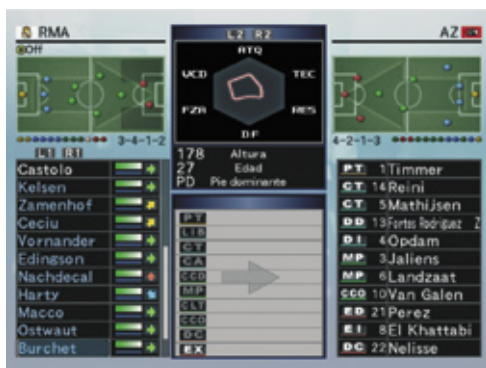 RMA
L2 R2
AZ
Off
ATQ
VCD
TEC
FZA
RES
DF
3-4-1-2
4-2-1-3
L1 R1
178 Altura
27 Edad
PD Pie dominante
Castolo
Kelsen
Zamenhof
Ceciu
Vornander
Edingson
Nachdecal
Harty
Macco
Ostwaut
Burchet
PT
LIB
CT
CA
CCD
MP
CLT
CCO
DC
EX
PT 1 Timmer
CT 14 Reini
CT 5 Mathijsen
DD 13 Fortes Rodriguez 2
DI 4 Opdam
MP 3 Jaliens
MP 6 Landzaat
CCO 10 Van Galen
ED 21 Perez
EI 8 El Khattabi
DC 22 Nelisse